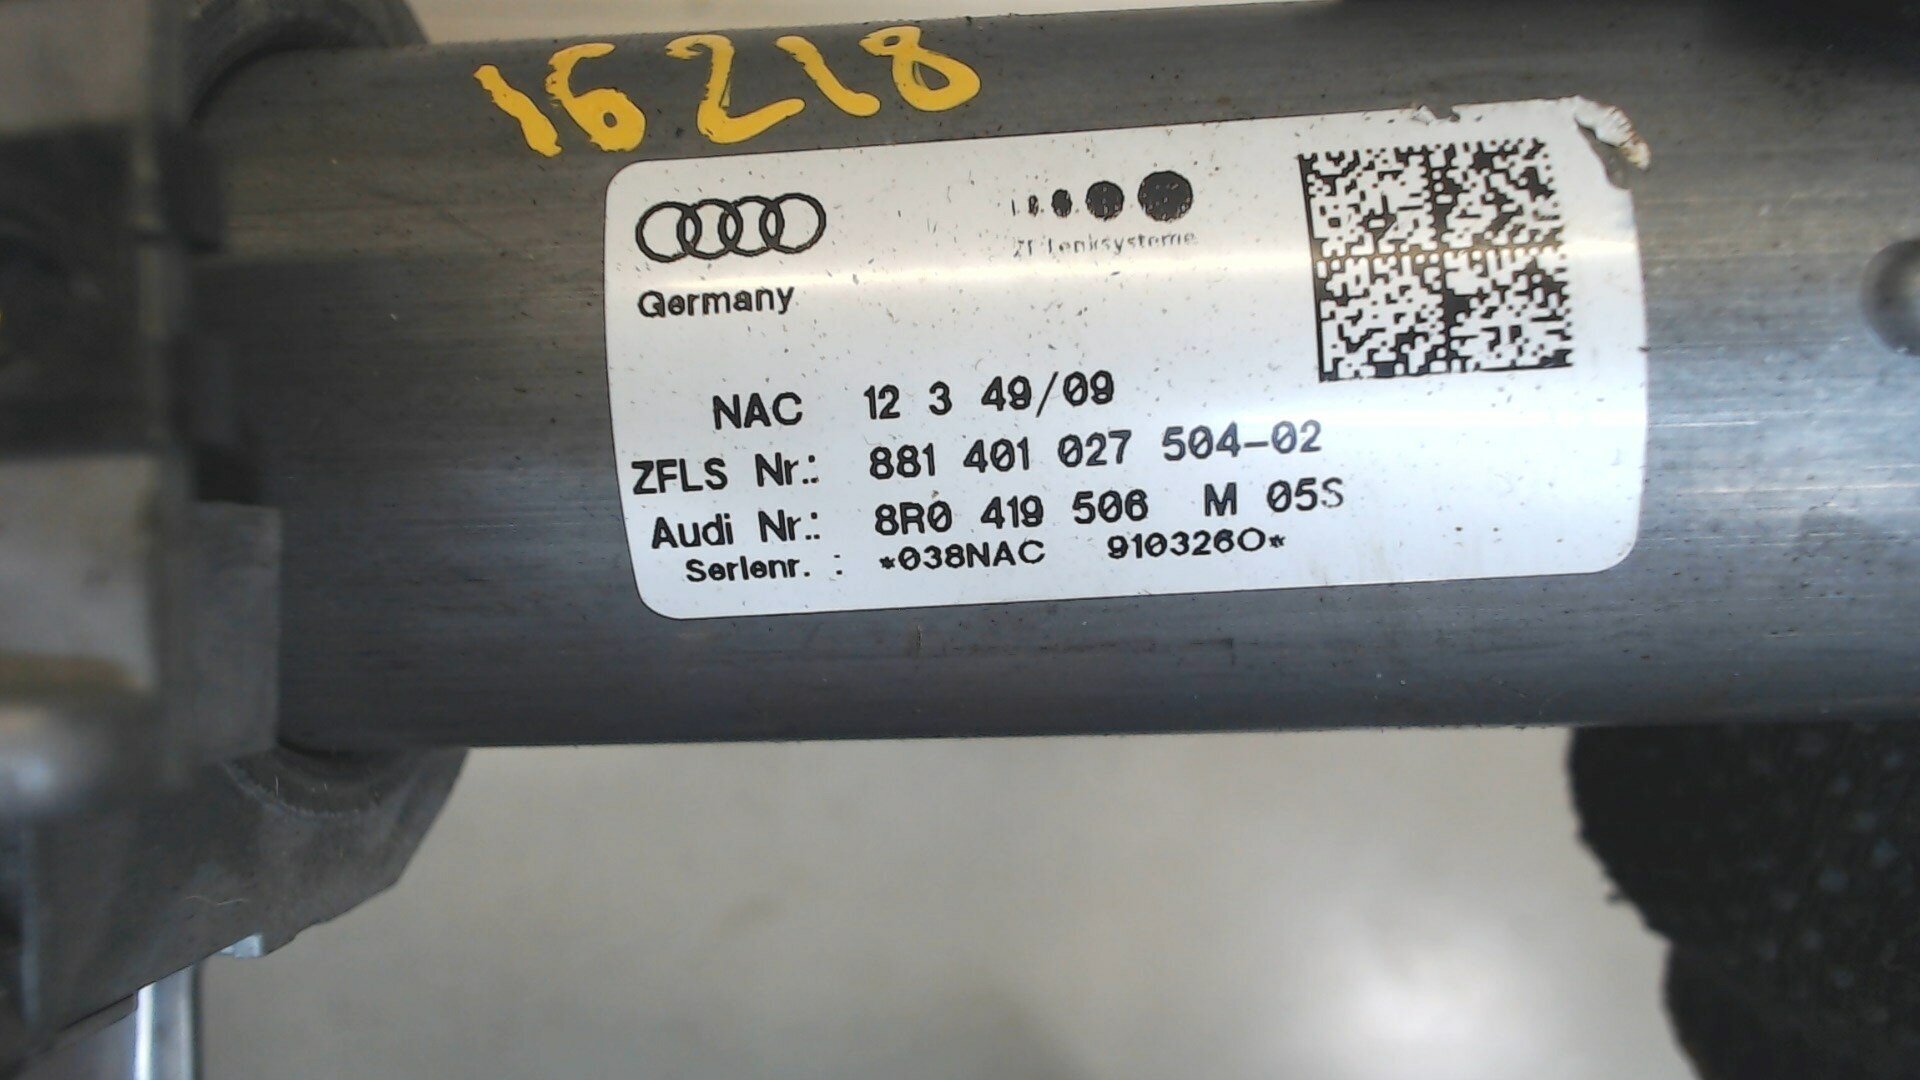 16218
ZF Lenksysteme
Germany
NAC 12 3 49/09
ZFLS Nr.: 881 401 027 504-02
Audi Nr.: 8R0 419 506 M 05S
Serienr. : *038NAC 9103260*